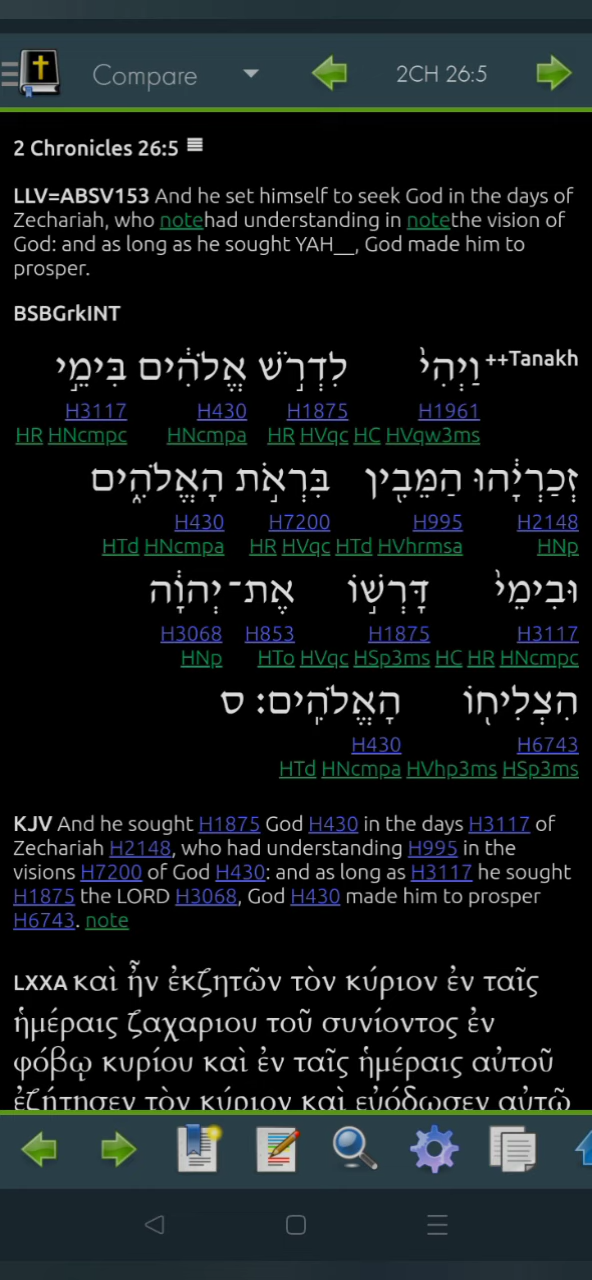 Compare
2CH 26:5
2 Chronicles 26:5
LLV=ABSV153 And he set himself to seek God in the days of
Zechariah, who notehad understanding in notethe vision of
God: and as long as he sought YAH__, God made him to
prosper.
BSBGrkINT
++Tanakh וַיְהִי֙ לִדְרֹ֣שׁ אֱלֹהִ֔ים בִּימֵ֣י
H3117 H430 H1875 H1961
HR HNcmpc HNcmpa HR HVqc HC HVqw3ms
זְכַרְיָ֔הוּ הַמֵּבִ֖ין בִּרְאֹ֣ת הָאֱלֹהִ֑ים
H430 H7200 H995 H2148
HTd HNcmpa HR HVqc HTd HVhrmsa HNp
וּבִימֵי֙ דָּרְשׁ֣וֹ אֶת־ יְהוָ֔ה
H3068 H853 H1875 H3117
HNp HTo HVqc HSp3ms HC HR HNcmpc
הִצְלִיח֖וֹ הָאֱלֹהִֽים׃ ס
H430 H6743
HTd HNcmpa HVhp3ms HSp3ms
KJV And he sought H1875 God H430 in the days H3117 of
Zechariah H2148, who had understanding H995 in the
visions H7200 of God H430: and as long as H3117 he sought
H1875 the LORD H3068, God H430 made him to prosper
H6743. note
LXXA καὶ ἦν ἐκζητῶν τὸν κύριον ἐν ταῖς
ἡμέραις ζαχαριου τοῦ συνίοντος ἐν
φόβῳ κυρίου καὶ ἐν ταῖς ἡμέραις αὐτοῦ
ἐζήτησεν τὸν κύριον καὶ εὐόδωσεν αὐτῷ